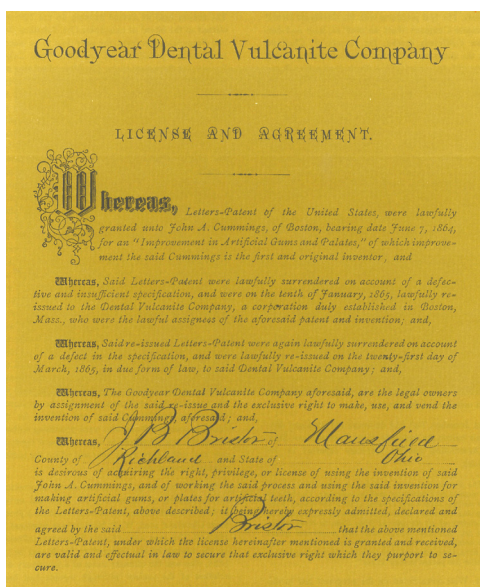 Goodyear Dental Vulcanite Company
LICENSE AND AGREEMENT.
Whereas, Letters-Patent of the United States, were lawfully
granted unto John A. Cummings, of Boston, bearing date June 7, 1864,
for an "Improvement in Artificial Gums and Palates," of which improve-
ment the said Cummings is the first and original inventor, and
Whereas, Said Letters-Patent were lawfully surrendered on account of a defec-
tive and insufficient specification, and were on the tenth of January, 1865, lawfully re-
issued to the Dental Vulcanite Company, a corporation duly established in Boston,
Mass., who were the lawful assigns of the aforesaid patent and invention; and,
Whereas, Said re-issued Letters-Patent were again lawfully surrendered on account
of a defect in the specification, and were lawfully re-issued on the twenty-first day of
March, 1865, in due form of law, to said Dental Vulcanite Company; and,
Whereas, The Goodyear Dental Vulcanite Company aforesaid, are the legal owners
by assignment of the said re-issue and the exclusive right to make, use, and vend the
invention of said Cummings, aforesaid; and,
Whereas, J B Bristor of Mansfield
County of Richland and State of Ohio
is desirous of acquiring the right, privilege, or license of using the invention of said
John A. Cummings, and of working the said process and using the said invention for
making artificial gums, or plates for artificial teeth, according to the specifications of
the Letters-Patent, above described; it being hereby expressly admitted, declared and
agreed by the said Bristor that the above mentioned
Letters-Patent, under which the license hereinafter mentioned is granted and received,
are valid and effectual in law to secure that exclusive right which they purport to se-
cure.